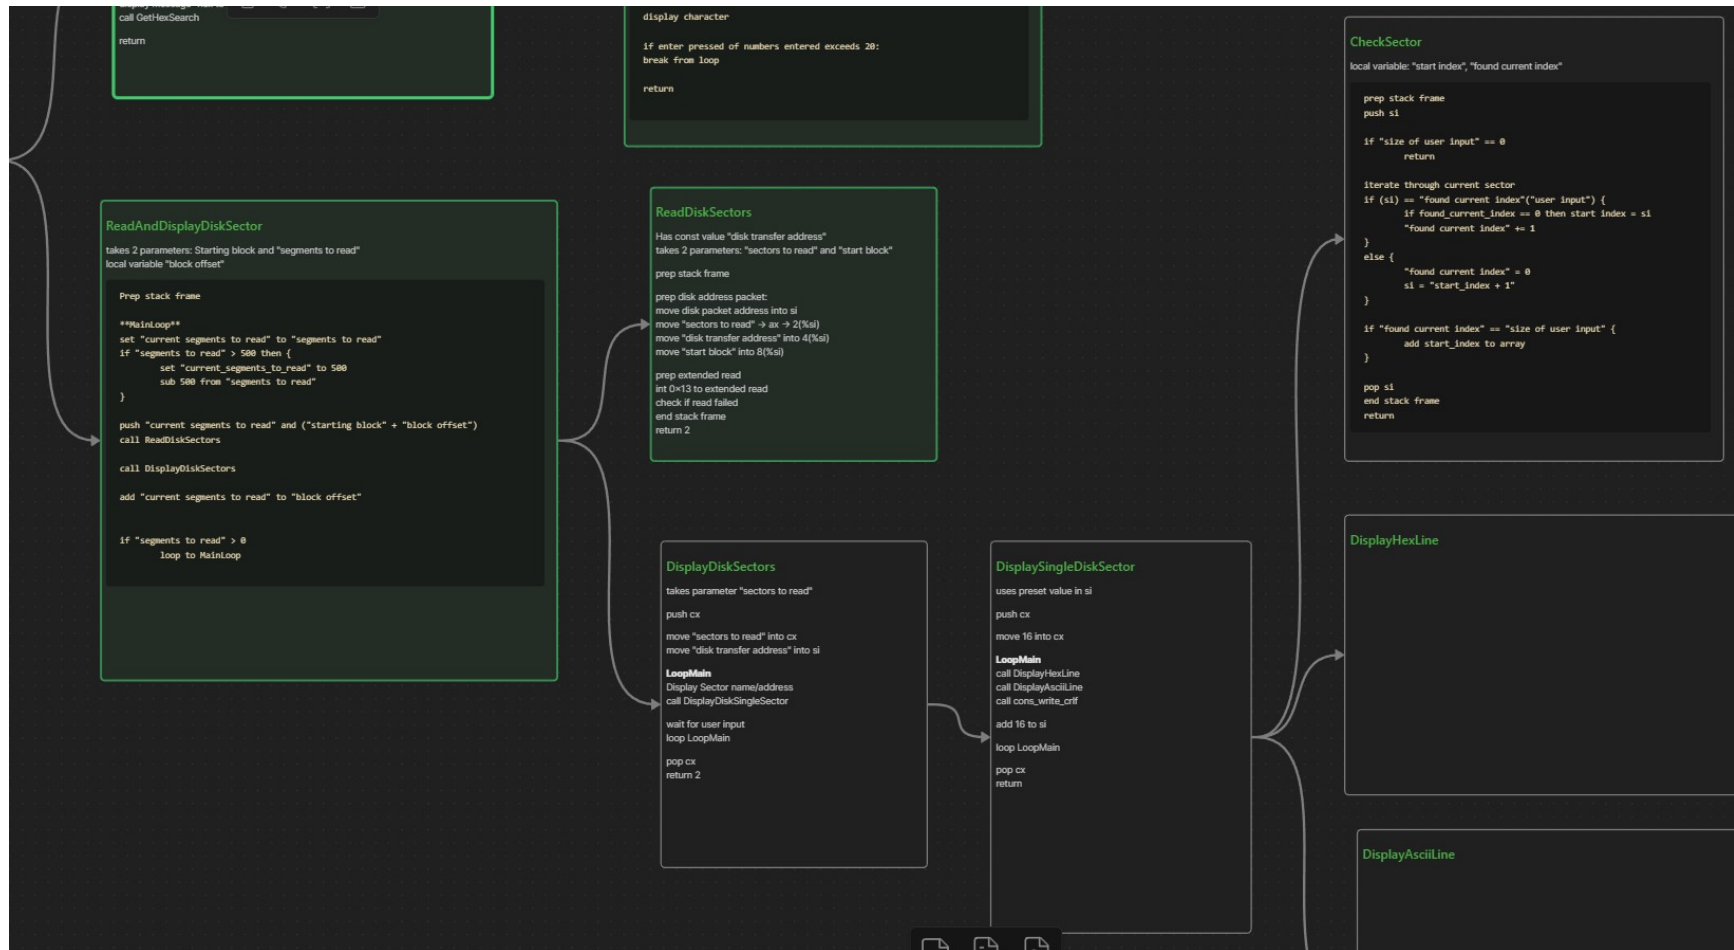 call GetHexSearch
return
display character
if enter pressed of numbers entered exceeds 20:
break from loop
return
ReadAndDisplayDiskSector
takes 2 parameters: Starting block and "segments to read"
local variable "block offset"
Prep stack frame
**MainLoop**
set "current segments to read" to "segments to read"
if "segments to read" > 500 then {
set "current_segments_to_read" to 500
sub 500 from "segments to read"
}
push "current segments to read" and ("starting block" + "block offset")
call ReadDiskSectors
call DisplayDiskSectors
add "current segments to read" to "block offset"
if "segments to read" > 0
loop to MainLoop
ReadDiskSectors
Has const value "disk transfer address"
takes 2 parameters: "sectors to read" and "start block"
prep stack frame
prep disk address packet:
move disk packet address into si
move "sectors to read" → ax → 2(%si)
move "disk transfer address" into 4(%si)
move "start block" into 8(%si)
prep extended read
int 0×13 to extended read
check if read failed
end stack frame
return 2
DisplayDiskSectors
takes parameter "sectors to read"
push cx
move "sectors to read" into cx
move "disk transfer address" into si
LoopMain
Display Sector name/address
call DisplayDiskSingleSector
wait for user input
loop LoopMain
pop cx
return 2
DisplaySingleDiskSector
uses preset value in si
push cx
move 16 into cx
LoopMain
call DisplayHexLine
call DisplayAsciiLine
call cons_write_crlf
add 16 to si
loop LoopMain
pop cx
return
CheckSector
local variable: "start index", "found current index"
prep stack frame
push si
if "size of user input" == 0
return
iterate through current sector
if (si) == "found current index"("user input") {
if found_current_index == 0 then start index = si
"found current index" += 1
}
else {
"found current index" = 0
si = "start_index + 1"
}
if "found current index" == "size of user input" {
add start_index to array
}
pop si
end stack frame
return
DisplayHexLine
DisplayAsciiLine